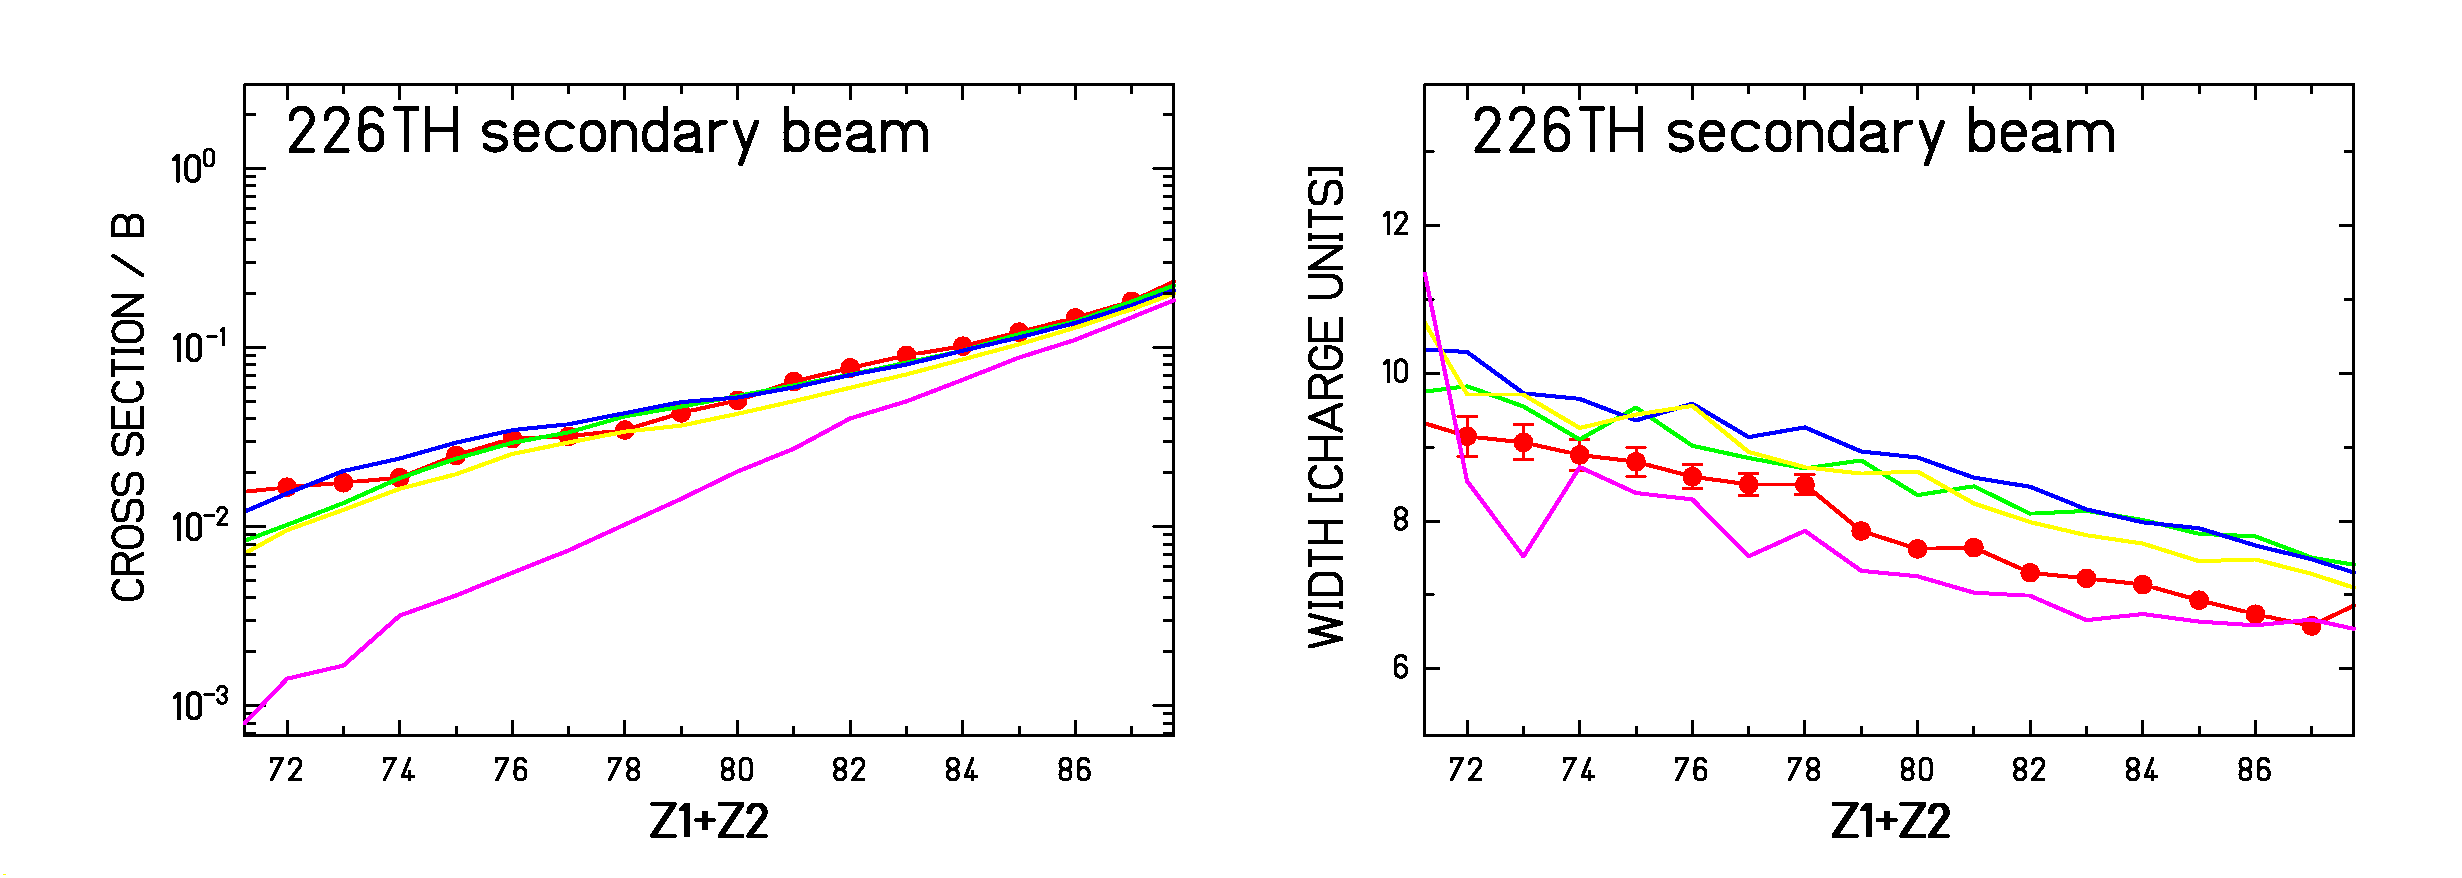 226TH secondary beam
CROSS SECTION / B
10⁰
10⁻¹
10⁻²
10⁻³
72 74 76 78 80 82 84 86
Z1+Z2
226TH secondary beam
WIDTH [CHARGE UNITS]
12
10
8
6
72 74 76 78 80 82 84 86
Z1+Z2